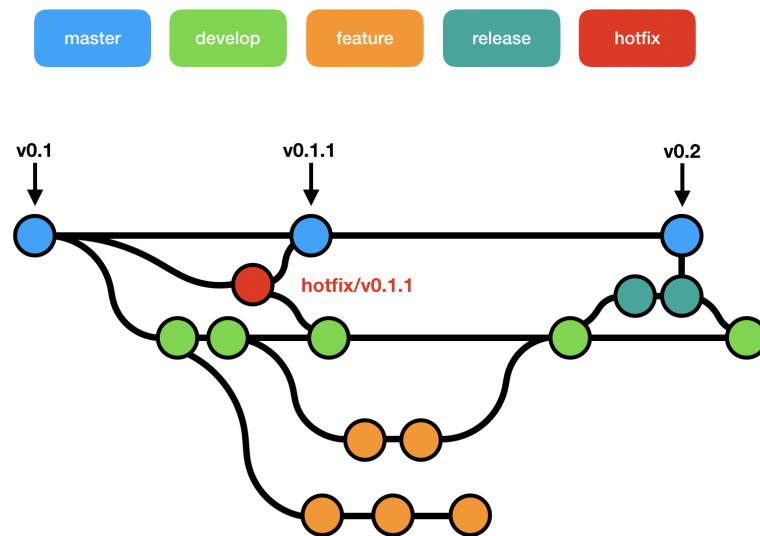 master
develop
feature
release
hotfix
v0.1
v0.1.1
v0.2
hotfix/v0.1.1